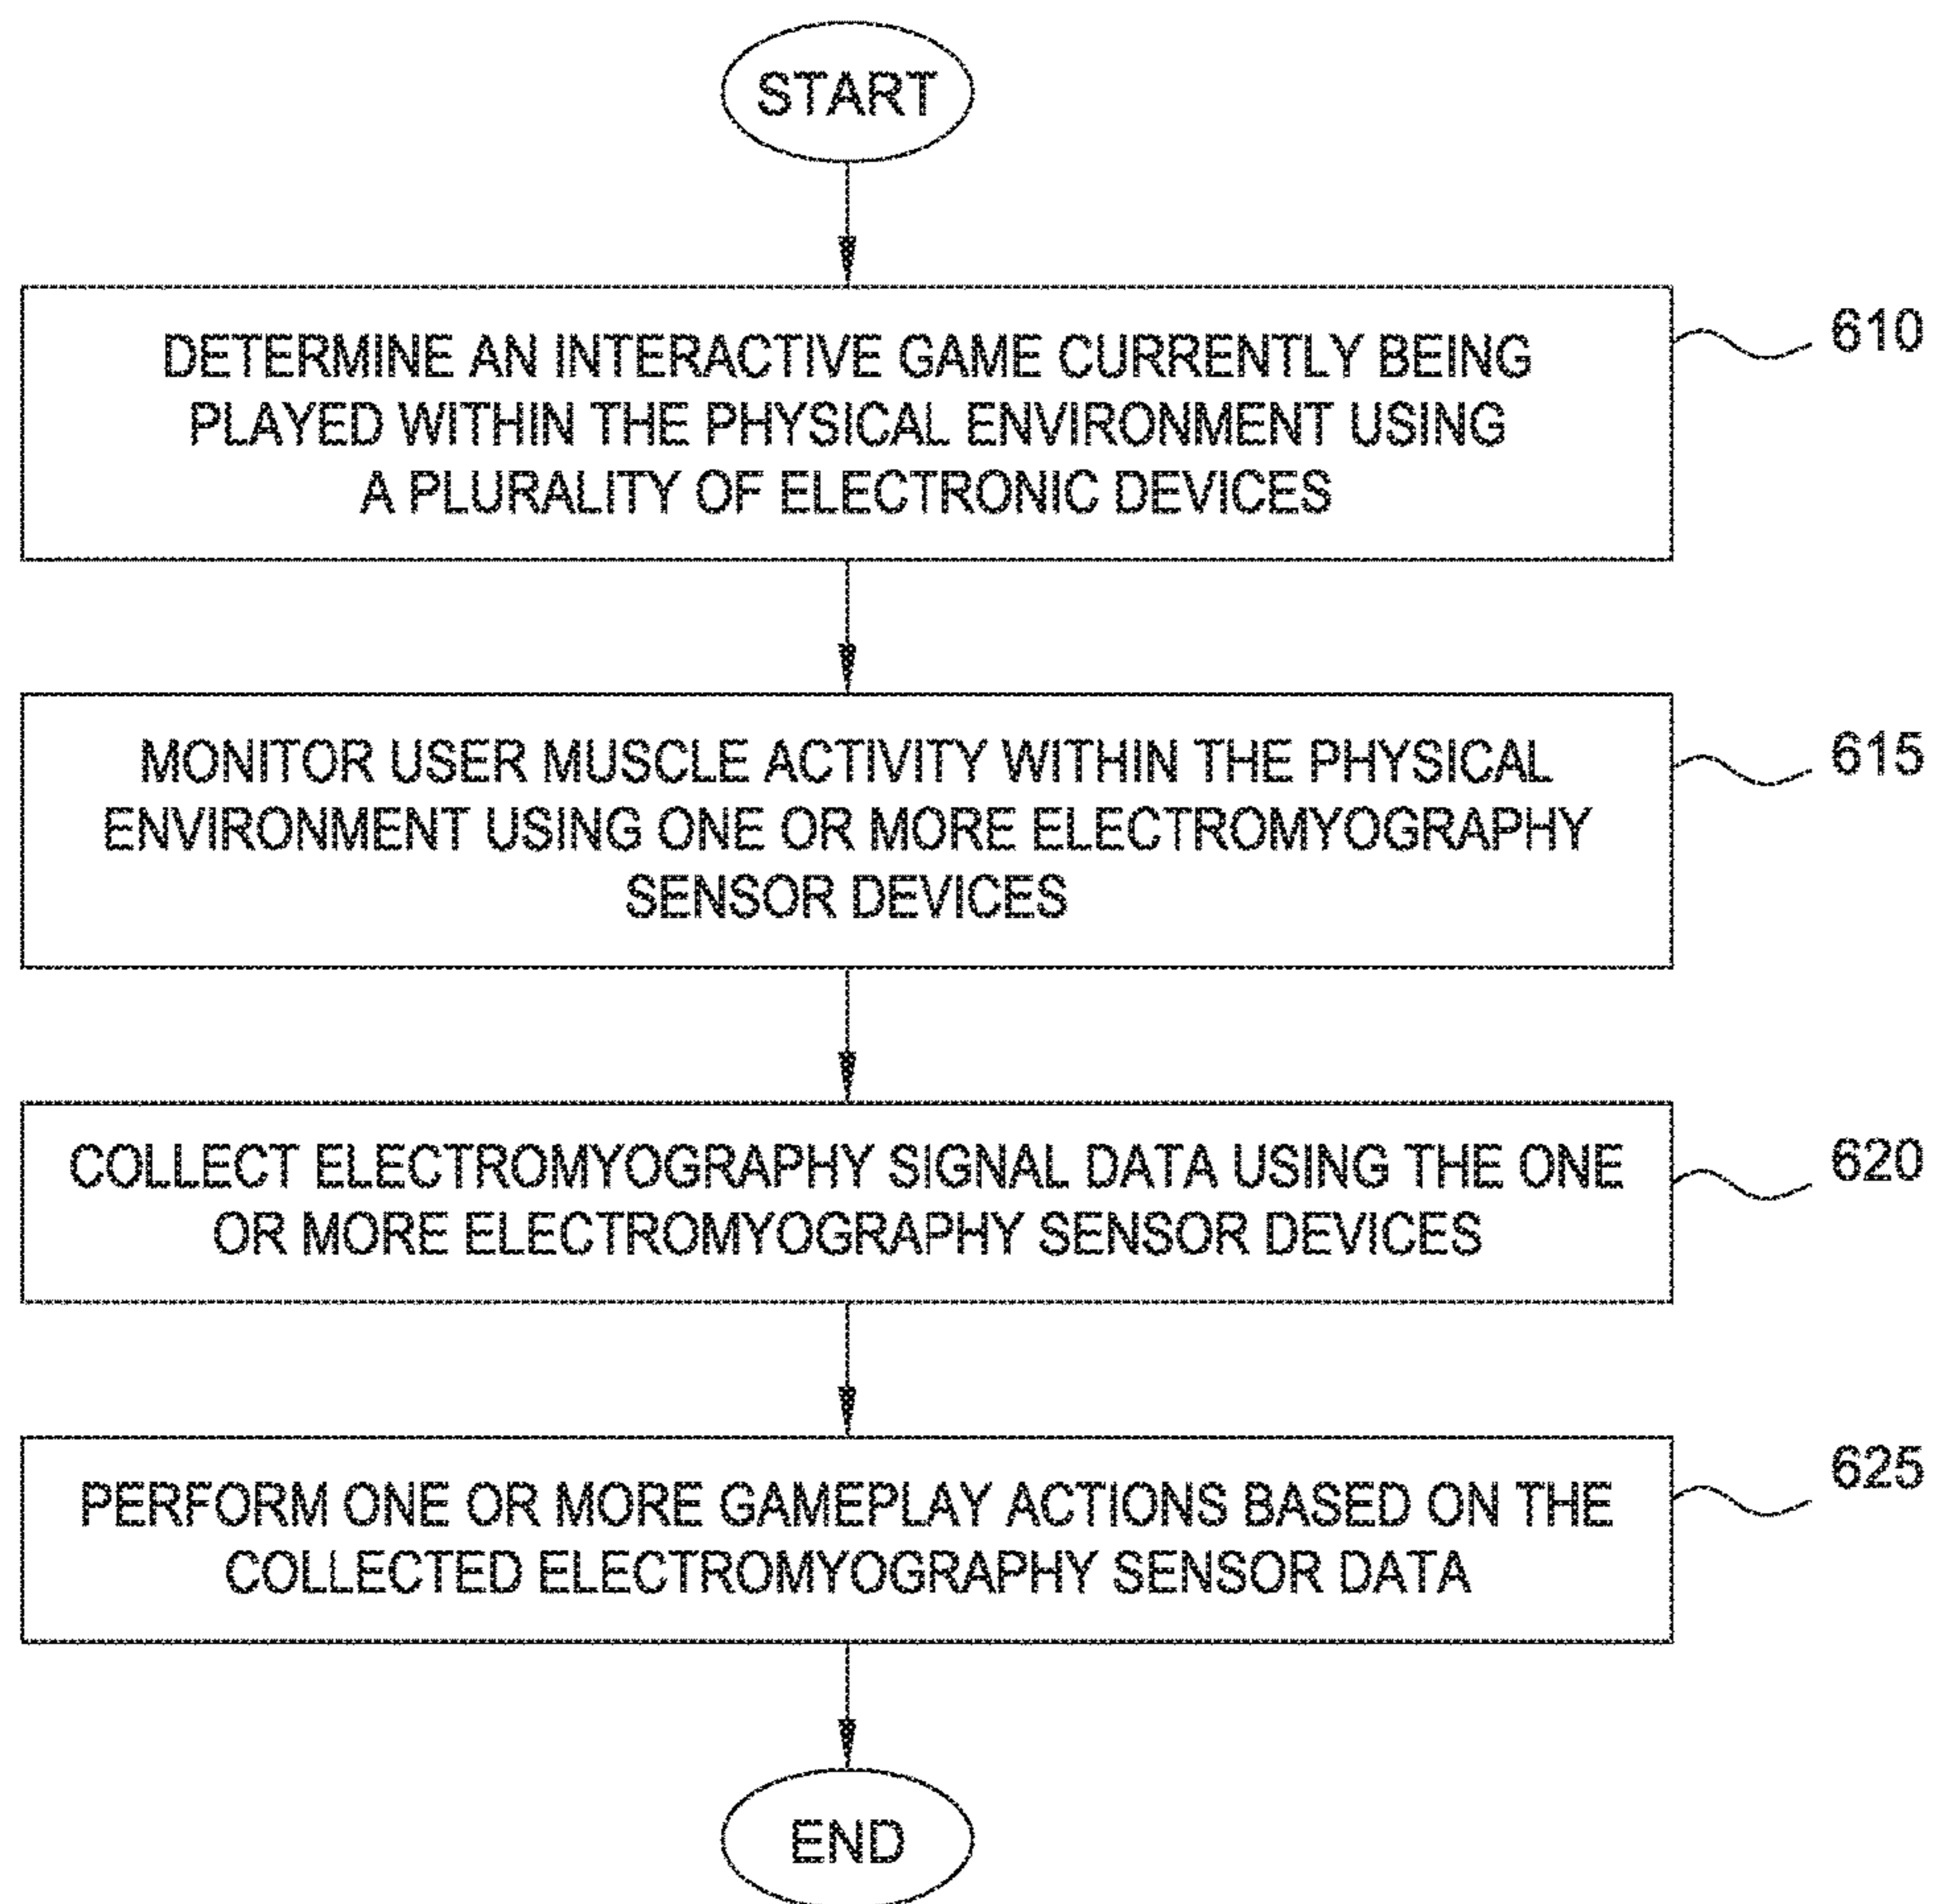 START
DETERMINE AN INTERACTIVE GAME CURRENTLY BEING
PLAYED WITHIN THE PHYSICAL ENVIRONMENT USING
A PLURALITY OF ELECTRONIC DEVICES
610
MONITOR USER MUSCLE ACTIVITY WITHIN THE PHYSICAL
ENVIRONMENT USING ONE OR MORE ELECTROMYOGRAPHY
SENSOR DEVICES
615
COLLECT ELECTROMYOGRAPHY SIGNAL DATA USING THE ONE
OR MORE ELECTROMYOGRAPHY SENSOR DEVICES
620
PERFORM ONE OR MORE GAMEPLAY ACTIONS BASED ON THE
COLLECTED ELECTROMYOGRAPHY SENSOR DATA
625
END